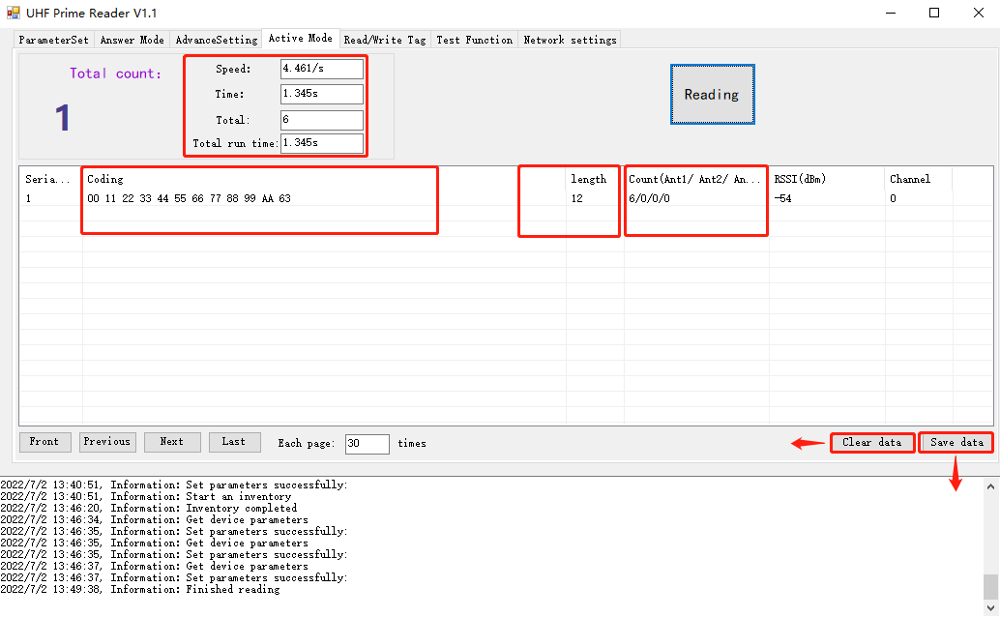 UHF Prime Reader V1.1
ParameterSet Answer Mode AdvanceSetting Active Mode Read/Write Tag Test Function Network settings
Total count:
1
Speed: 4.461/s
Time: 1.345s
Total: 6
Total run time: 1.345s
Reading
Seria... Coding length Count(Ant1/ Ant2/ An... RSSI(dBm) Channel
1 00 11 22 33 44 55 66 77 88 99 AA 63 12 6/0/0/0 -54 0
Front Previous Next Last Each page: 30 times Clear data Save data
2022/7/2 13:40:51, Information: Set parameters successfully:
2022/7/2 13:40:51, Information: Start an inventory
2022/7/2 13:46:20, Information: Inventory completed
2022/7/2 13:46:34, Information: Get device parameters
2022/7/2 13:46:35, Information: Set parameters successfully:
2022/7/2 13:46:35, Information: Get device parameters
2022/7/2 13:46:35, Information: Set parameters successfully:
2022/7/2 13:46:37, Information: Get device parameters
2022/7/2 13:46:37, Information: Set parameters successfully:
2022/7/2 13:49:38, Information: Finished reading